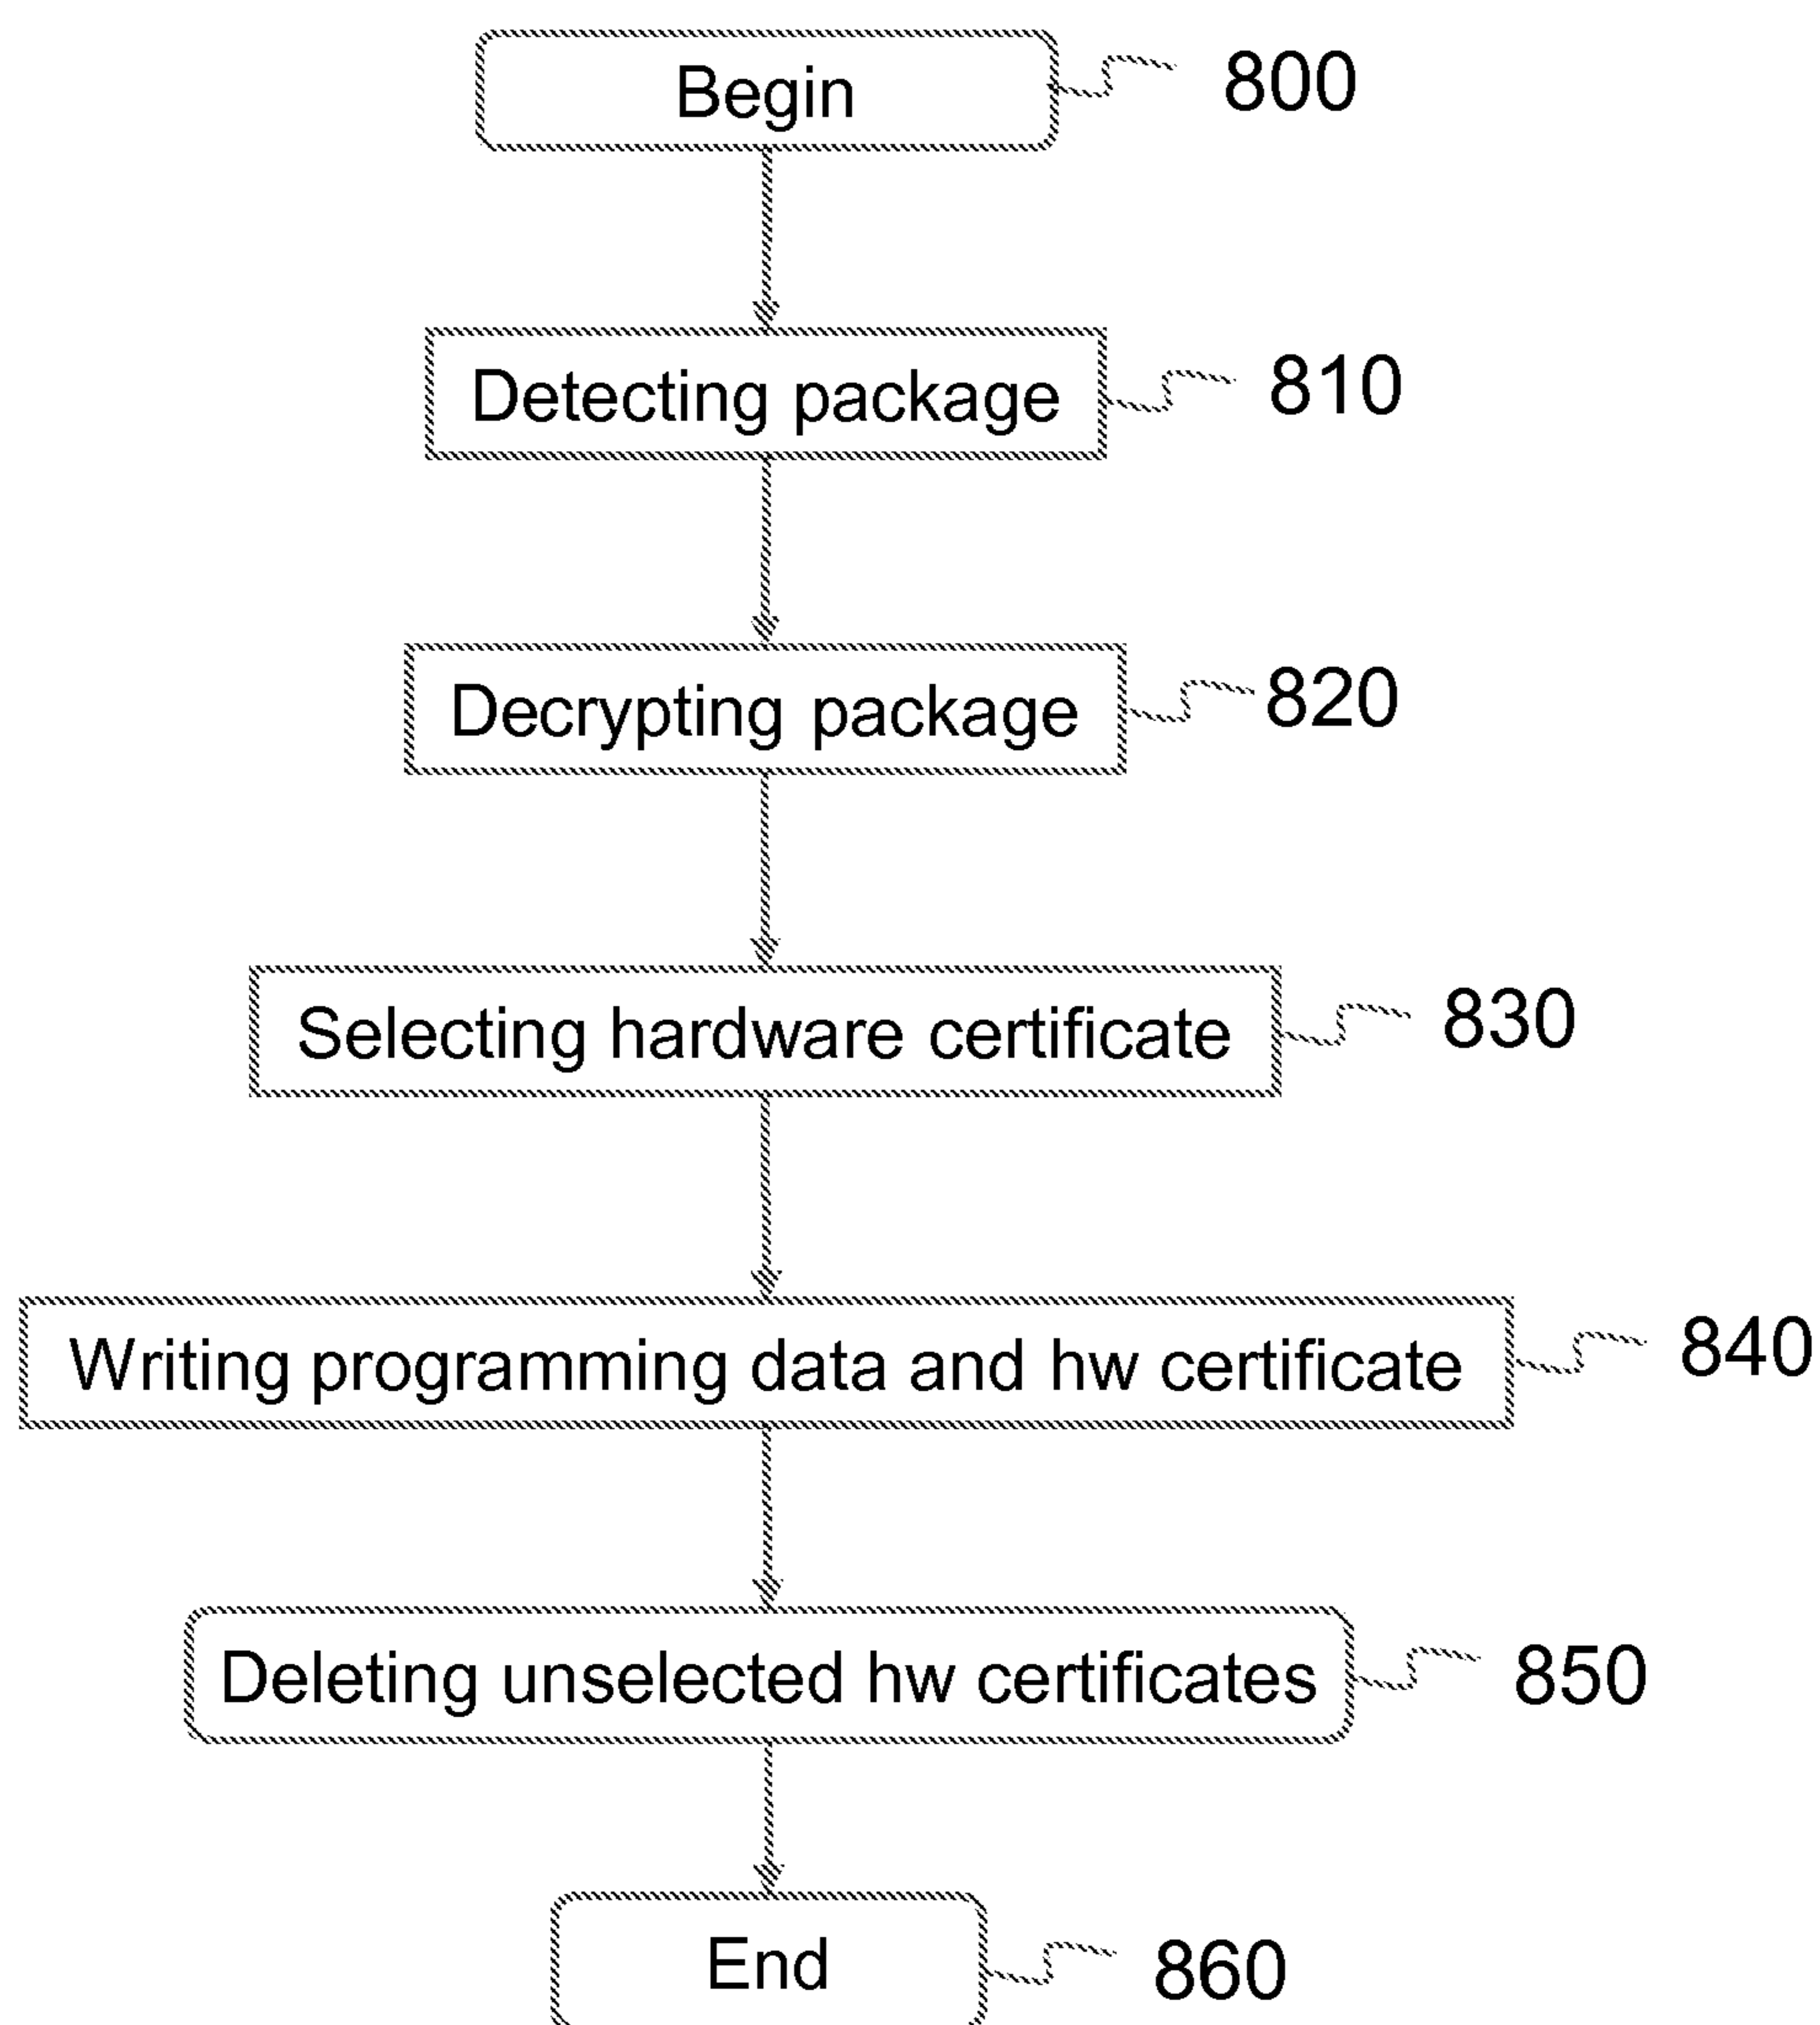 Begin 800
Detecting package 810
Decrypting package 820
Selecting hardware certificate 830
Writing programming data and hw certificate 840
Deleting unselected hw certificates 850
End 860